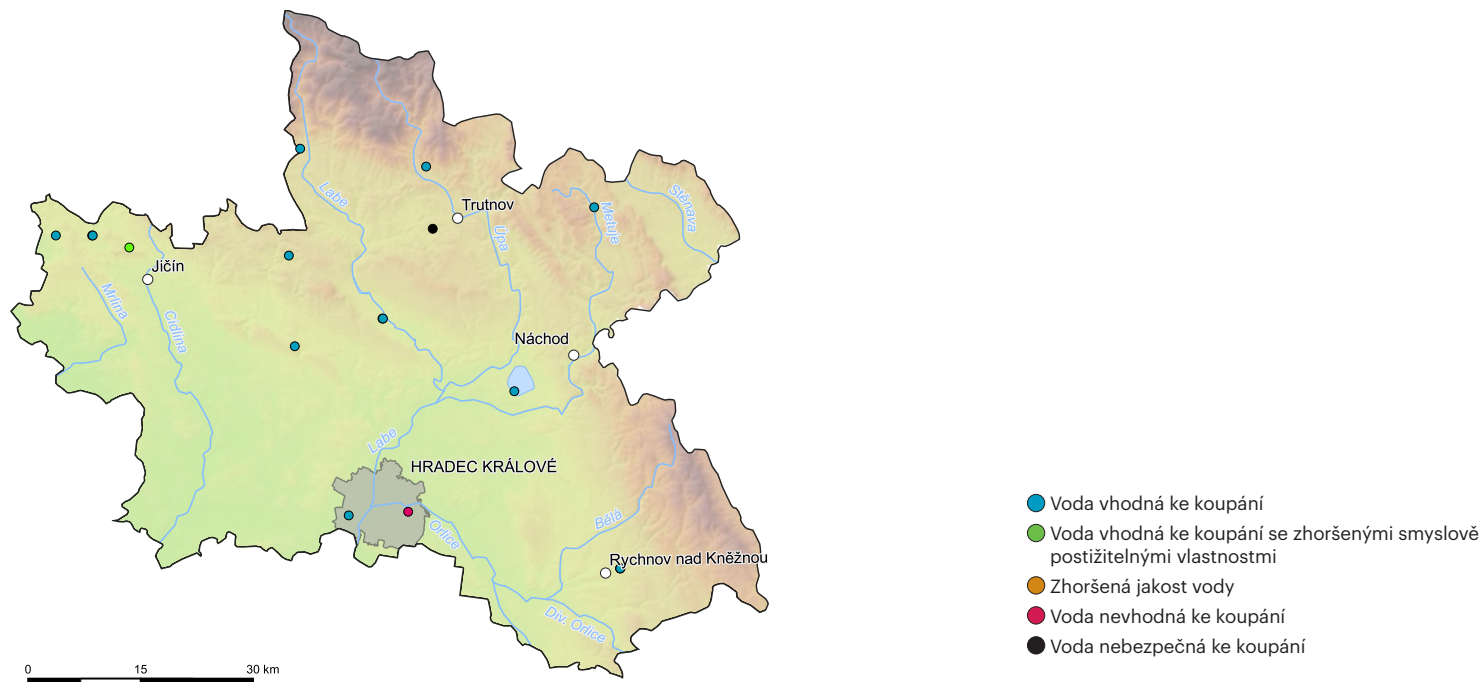 Labe
Trutnov
Stěnava
Metuje
Úpa
Jičín
Mrlina
Cidlina
Náchod
Labe
HRADEC KRÁLOVÉ
Orlice
Bělá
Rychnov nad Kněžnou
Div. Orlice
0 15 30 km
Voda vhodná ke koupání
Voda vhodná ke koupání se zhoršenými smyslově
postižitelnými vlastnostmi
Zhoršená jakost vody
Voda nevhodná ke koupání
Voda nebezpečná ke koupání